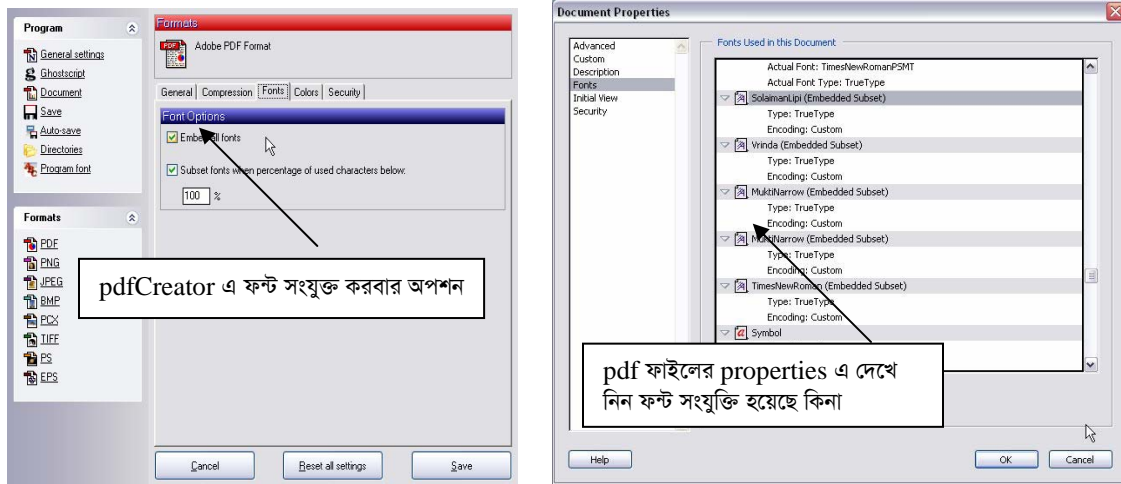 Program
General settings
Ghostscript
Document
Save
Auto-save
Directories
Program font
Formats
PDF
PNG
JPEG
BMP
PCX
TIFF
PS
EPS
Formats
Adobe PDF Format
General Compression Fonts Colors Security
Font Options
Embed all fonts
Subset fonts when percentage of used characters below:
100 %
pdfCreator এ ফন্ট সংযুক্ত করবার অপশন
Cancel Reset all settings Save
Document Properties
Advanced
Custom
Description
Fonts
Initial View
Security
Fonts Used in this Document
Actual Font: TimesNewRomanPSMT
Actual Font Type: TrueType
SolaimanLipi (Embedded Subset)
Type: TrueType
Encoding: Custom
Vrinda (Embedded Subset)
Type: TrueType
Encoding: Custom
MuktiNarrow (Embedded Subset)
Type: TrueType
Encoding: Custom
MuktiNarrow (Embedded Subset)
Type: TrueType
Encoding: Custom
TimesNewRoman (Embedded Subset)
Type: TrueType
Encoding: Custom
Symbol
pdf ফাইলের properties এ দেখে
নিন ফন্ট সংযুক্তি হয়েছে কিনা
Help OK Cancel